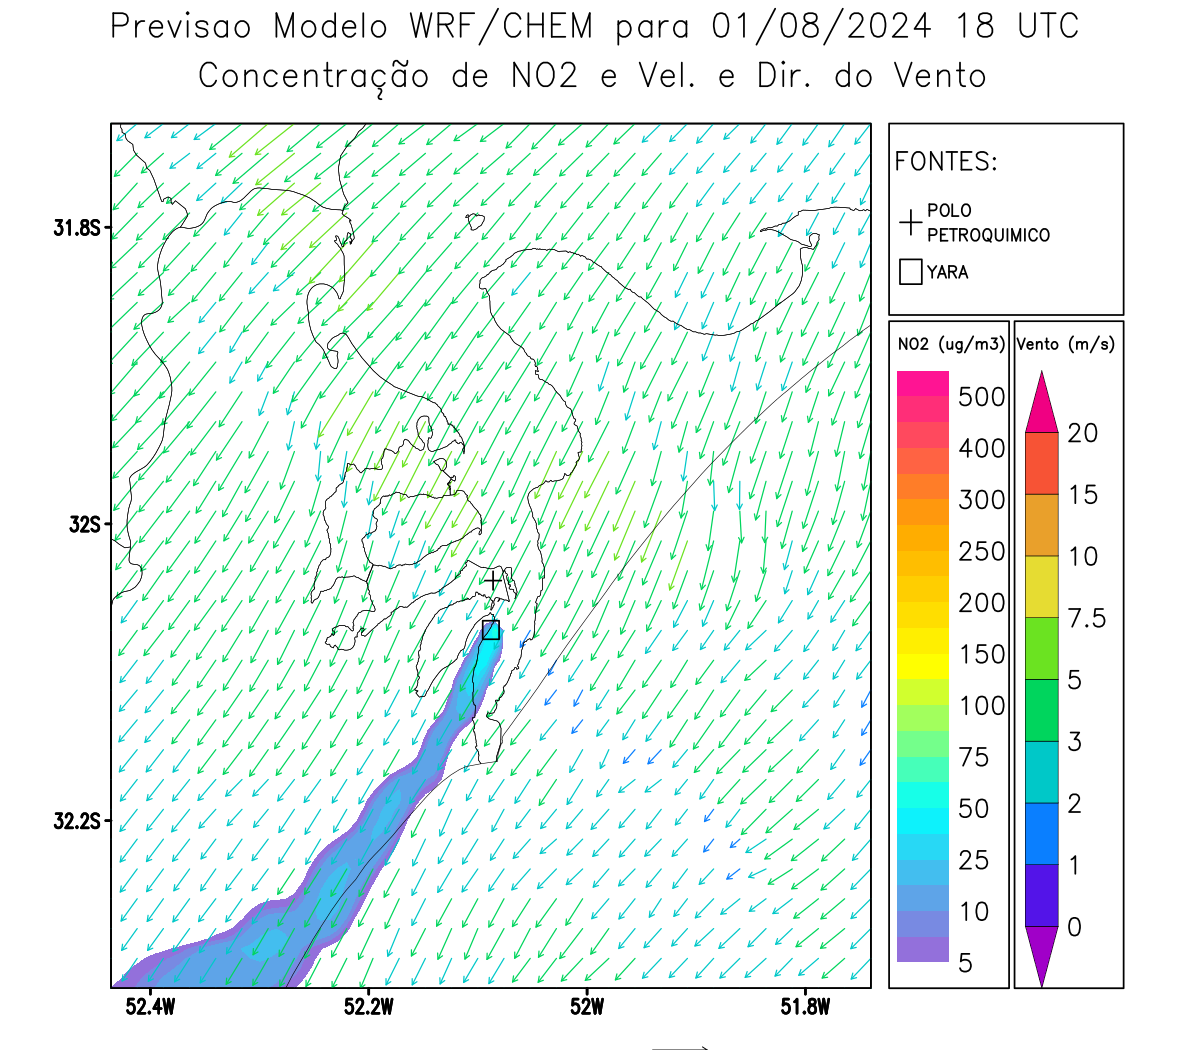 Previsao Modelo WRF/CHEM para 01/08/2024 18 UTC
Concentração de NO2 e Vel. e Dir. do Vento
FONTES:
POLO
PETROQUIMICO
YARA
NO2 (ug/m3)
500
400
300
250
200
150
100
75
50
25
10
5
Vento (m/s)
20
15
10
7.5
5
3
2
1
0
31.8S
32S
32.2S
52.4W
52.2W
52W
51.8W